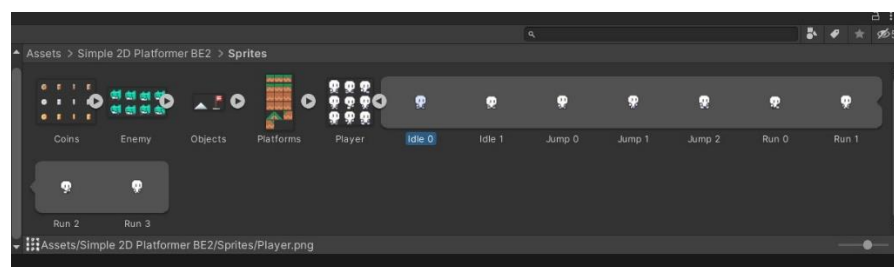 Assets > Simple 2D Platformer BE2 > Sprites
Coins Enemy Objects Platforms Player Idle 0 Idle 1 Jump 0 Jump 1 Jump 2 Run 0 Run 1
Run 2 Run 3
Assets/Simple 2D Platformer BE2/Sprites/Player.png